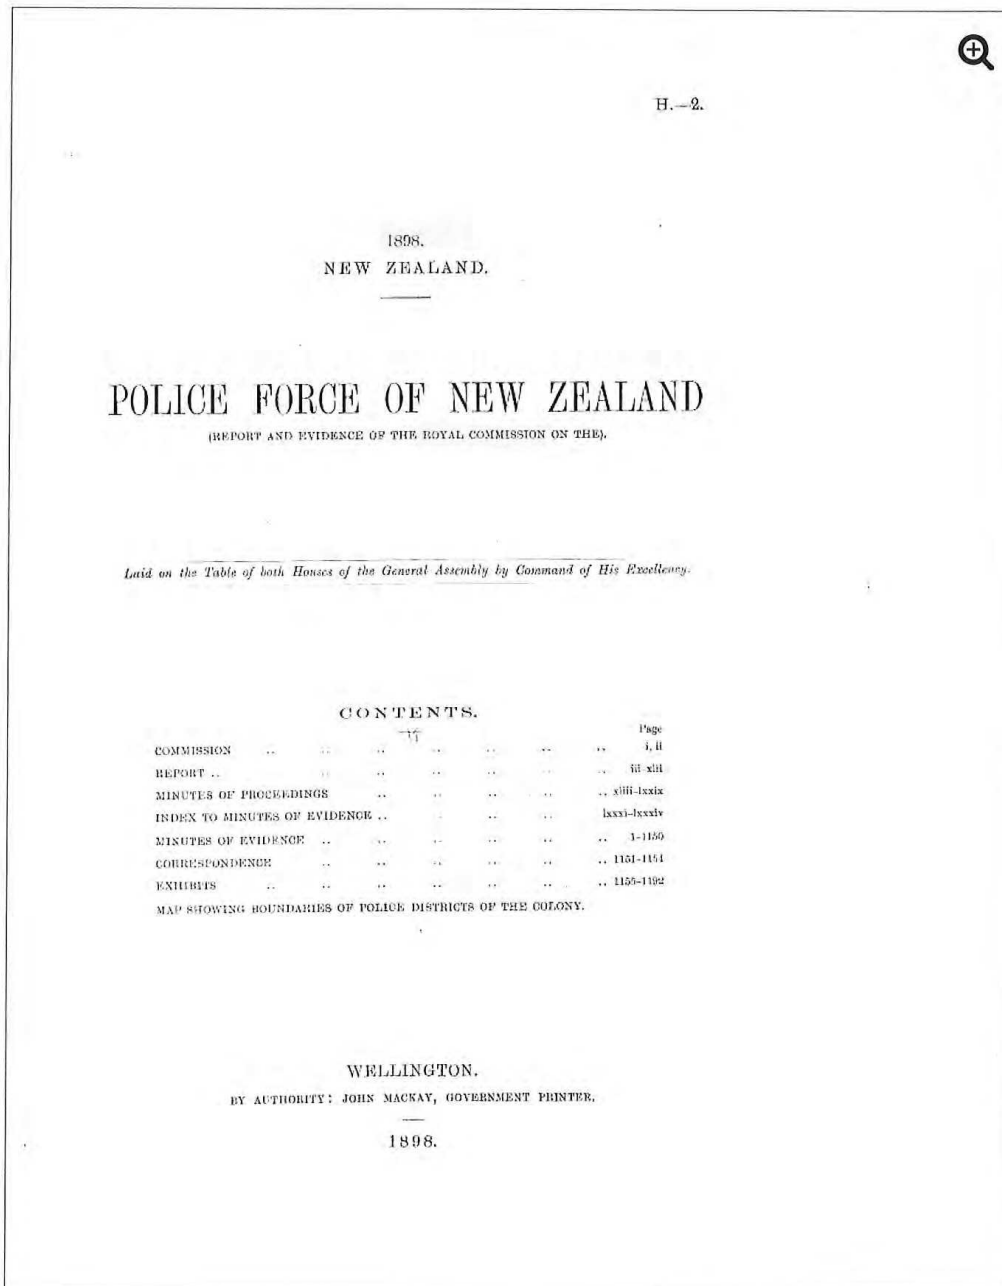 H.—2.
1898.
NEW ZEALAND.
POLICE FORCE OF NEW ZEALAND
(REPORT AND EVIDENCE OF THE ROYAL COMMISSION ON THE).
Laid on the Table of both Houses of the General Assembly by Command of His Excellency.
CONTENTS.
Page
COMMISSION .. .. .. .. .. .. .. i, ii
REPORT .. .. .. .. .. .. .. iii-xlii
MINUTES OF PROCEEDINGS .. .. .. .. .. xliii-lxxix
INDEX TO MINUTES OF EVIDENCE .. .. .. .. lxxxi-lxxxiv
MINUTES OF EVIDENCE .. .. .. .. .. .. 1-1150
CORRESPONDENCE .. .. .. .. .. .. 1151-1154
EXHIBITS .. .. .. .. .. .. .. 1155-1192
MAP SHOWING BOUNDARIES OF POLICE DISTRICTS OF THE COLONY.
WELLINGTON.
BY AUTHORITY: JOHN MACKAY, GOVERNMENT PRINTER.
1898.